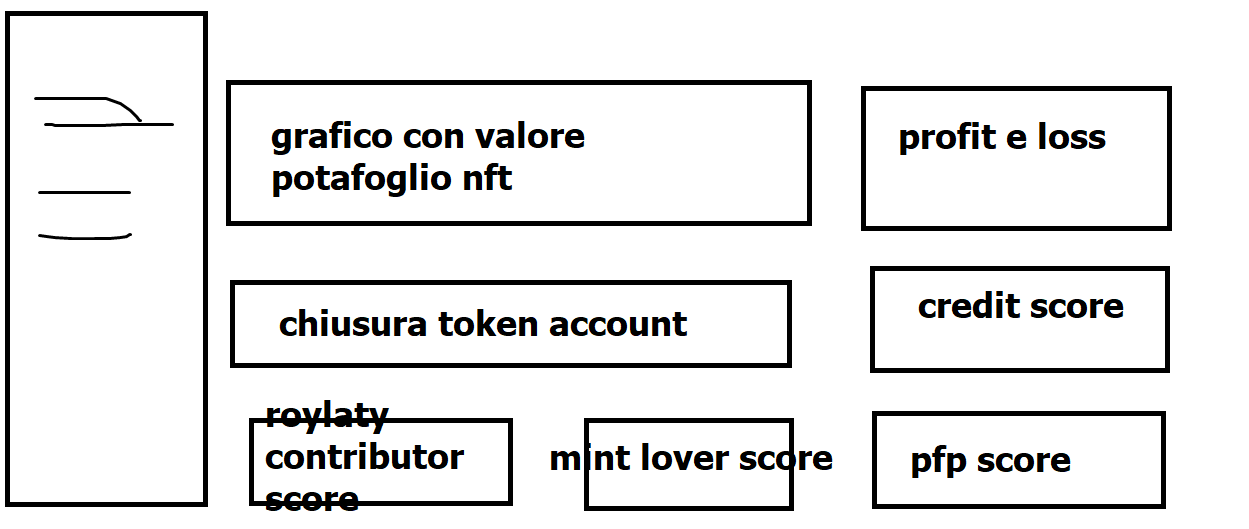 grafico con valore
potafoglio nft
profit e loss
chiusura token account
credit score
roylaty
contributor
score
mint lover score
pfp score